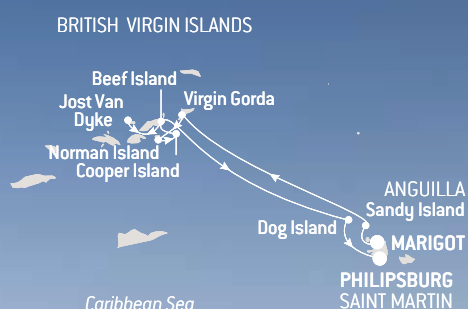 BRITISH VIRGIN ISLANDS
Beef Island
Jost Van
Dyke
Virgin Gorda
Norman Island
Cooper Island
ANGUILLA
Sandy Island
Dog Island
MARIGOT
PHILIPSBURG
SAINT MARTIN
Caribbean Sea